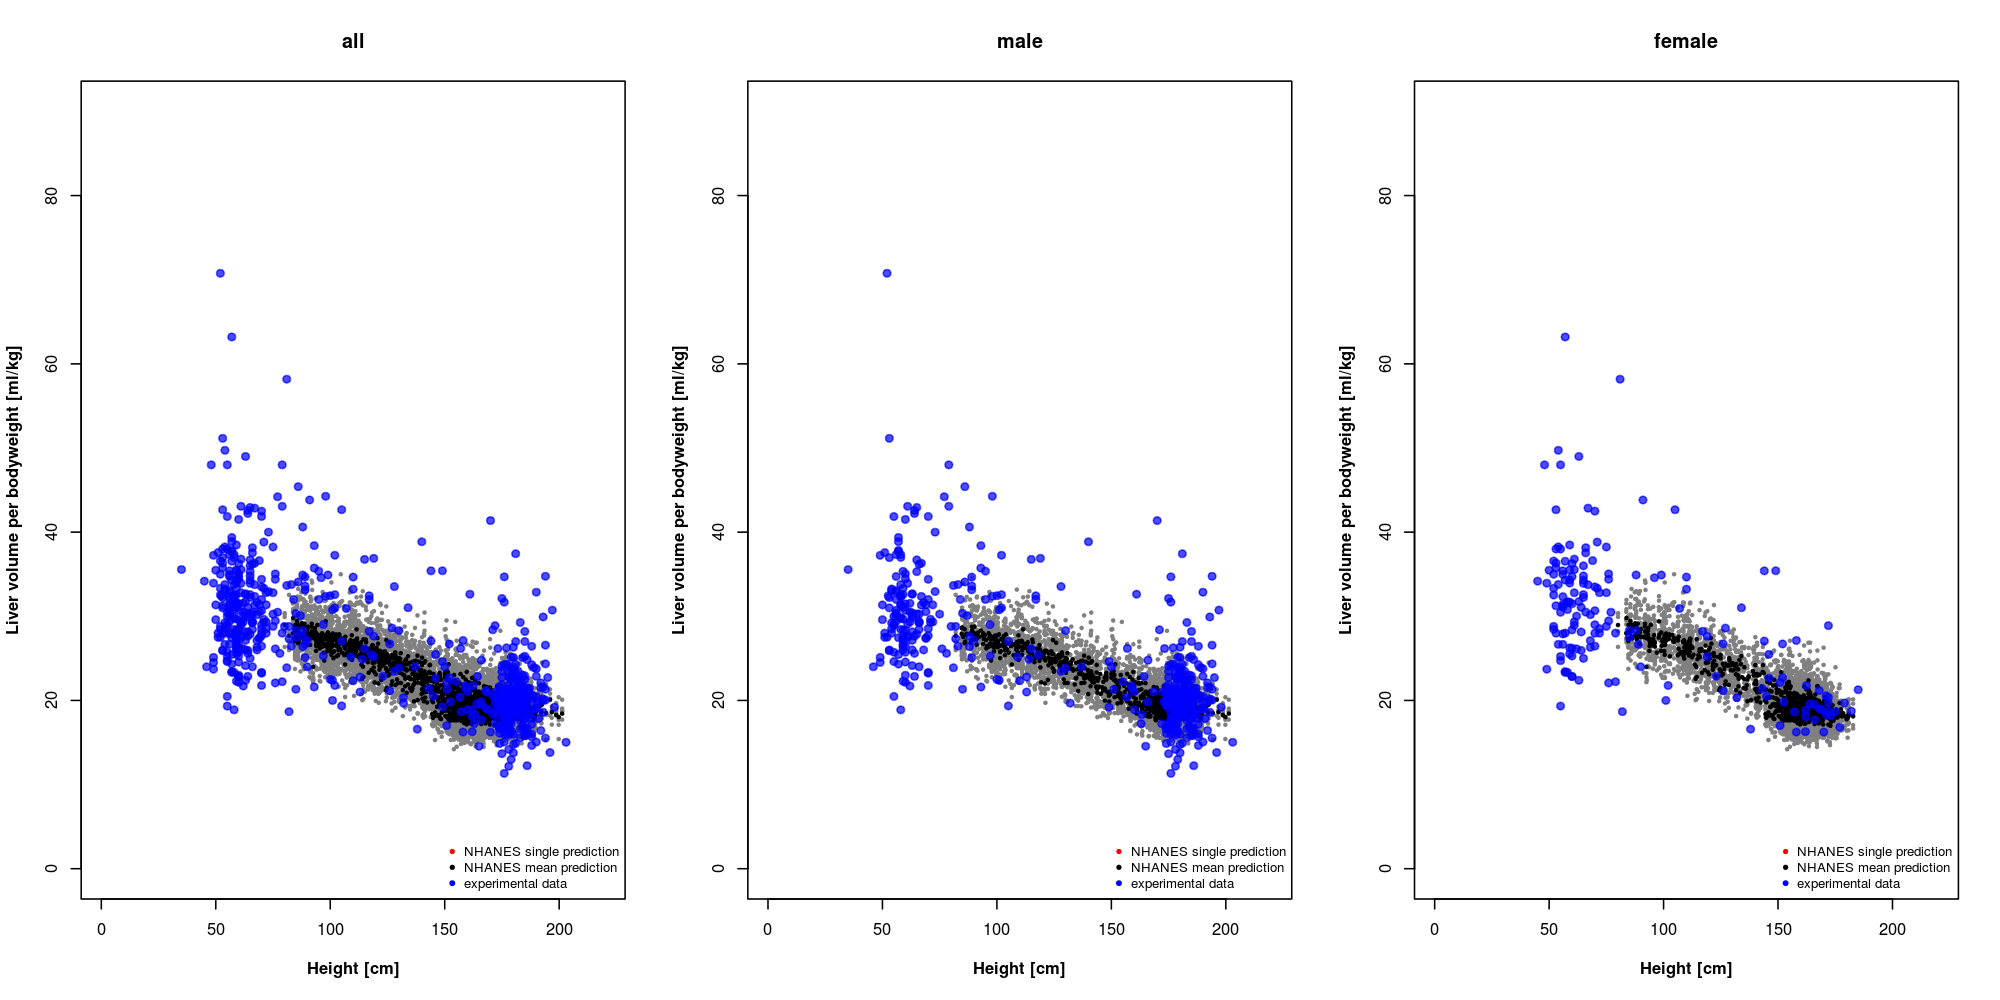 all
Liver volume per bodyweight [ml/kg]
80
60
40
20
0
NHANES single prediction
NHANES mean prediction
experimental data
0 50 100 150 200
Height [cm]
male
Liver volume per bodyweight [ml/kg]
80
60
40
20
0
NHANES single prediction
NHANES mean prediction
experimental data
0 50 100 150 200
Height [cm]
female
Liver volume per bodyweight [ml/kg]
80
60
40
20
0
NHANES single prediction
NHANES mean prediction
experimental data
0 50 100 150 200
Height [cm]